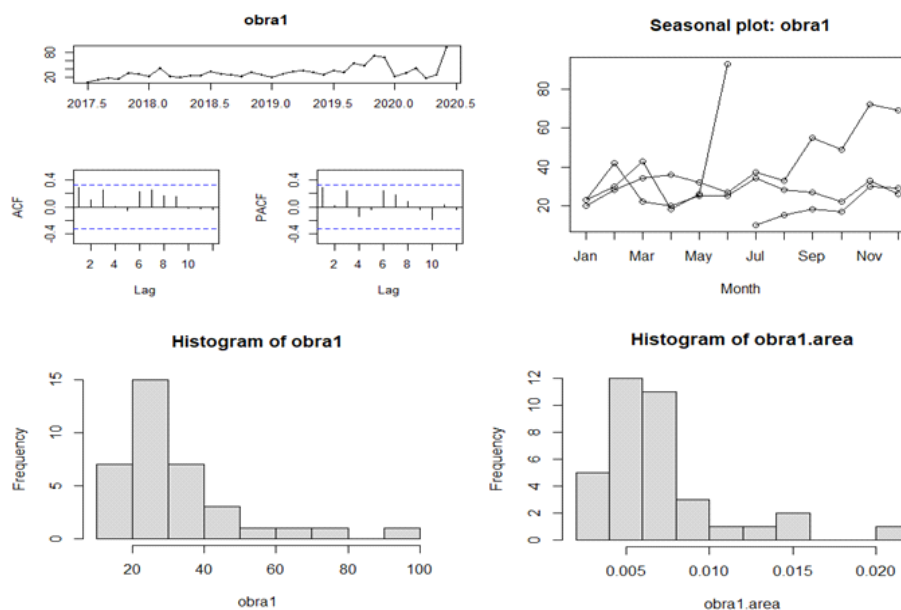 obra1
80
20
2017.5 2018.0 2018.5 2019.0 2019.5 2020.0 2020.5
ACF
0.4
0.0
-0.4
2 4 6 8 10
Lag
PACF
0.4
0.0
-0.4
2 4 6 8 10
Lag
Seasonal plot: obra1
80
60
40
20
Jan Mar May Jul Sep Nov
Month
Histogram of obra1
Frequency
15
10
5
0
20 40 60 80 100
obra1
Histogram of obra1.area
Frequency
12
10
8
6
4
2
0
0.005 0.010 0.015 0.020
obra1.area